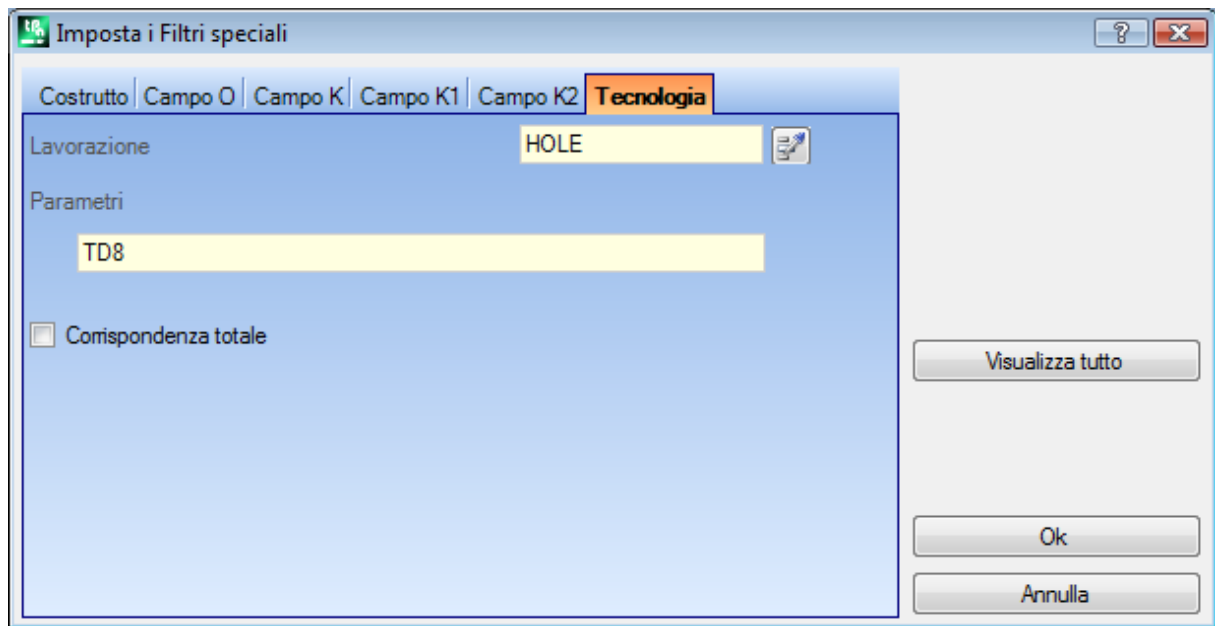 Imposta i Filtri speciali
Costrutto Campo O Campo K Campo K1 Campo K2 Tecnologia
Lavorazione HOLE
Parametri
TD8
Corrispondenza totale
Visualizza tutto
Ok
Annulla